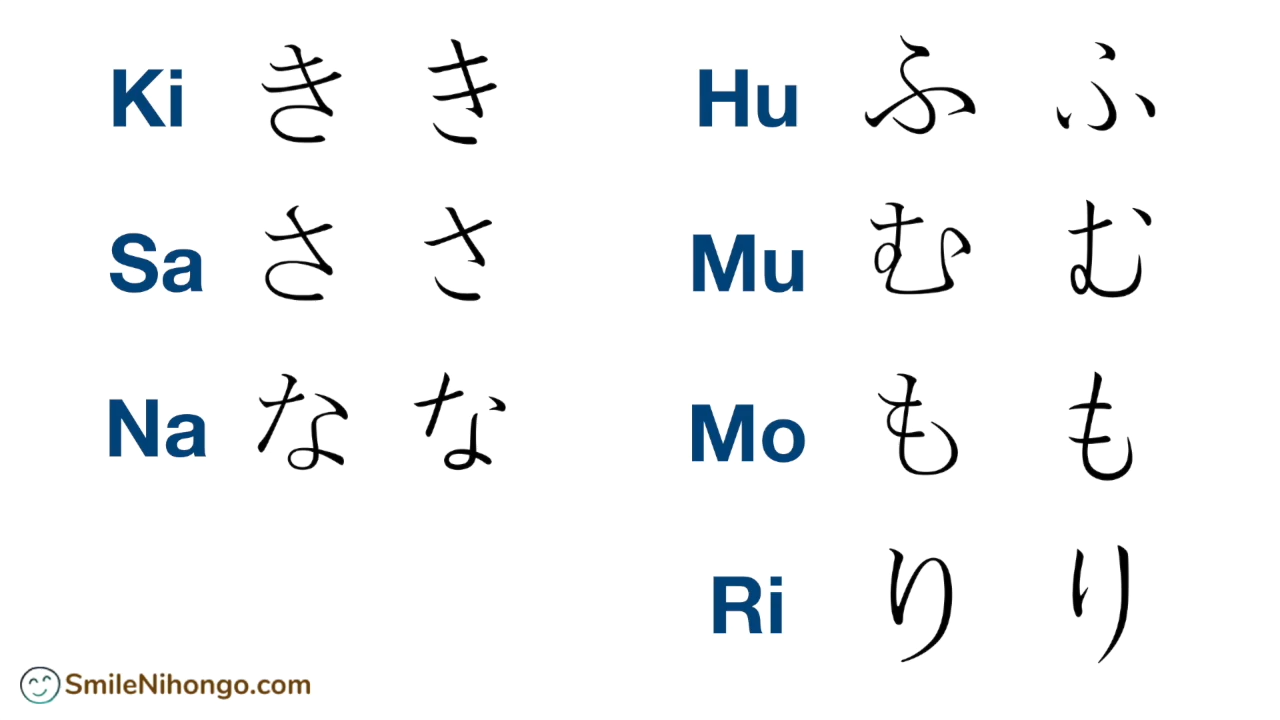 Ki き き
Sa さ さ
Na な な
Hu ふ ふ
Mu む む
Mo も も
Ri り り
SmileNihongo.com